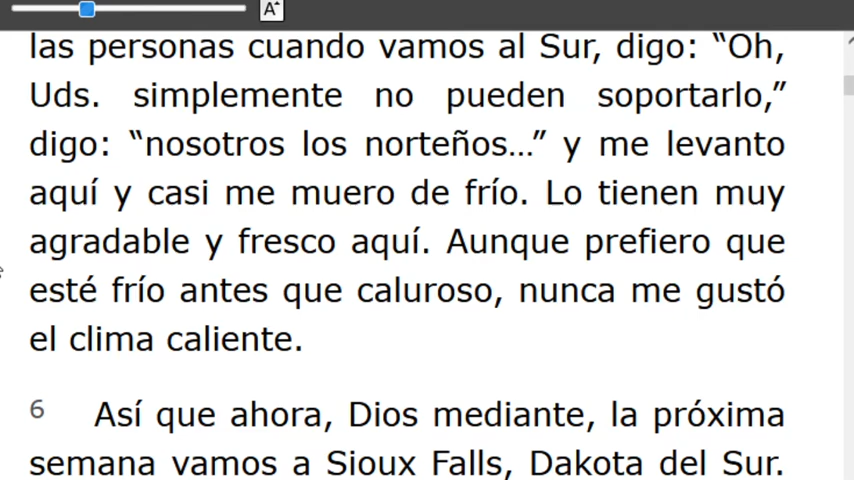 A
las personas cuando vamos al Sur, digo: “Oh,
Uds. simplemente no pueden soportarlo,”
digo: “nosotros los norteños...” y me levanto
aquí y casi me muero de frío. Lo tienen muy
agradable y fresco aquí. Aunque prefiero que
esté frío antes que caluroso, nunca me gustó
el clima caliente.
6 Así que ahora, Dios mediante, la próxima
semana vamos a Sioux Falls, Dakota del Sur.